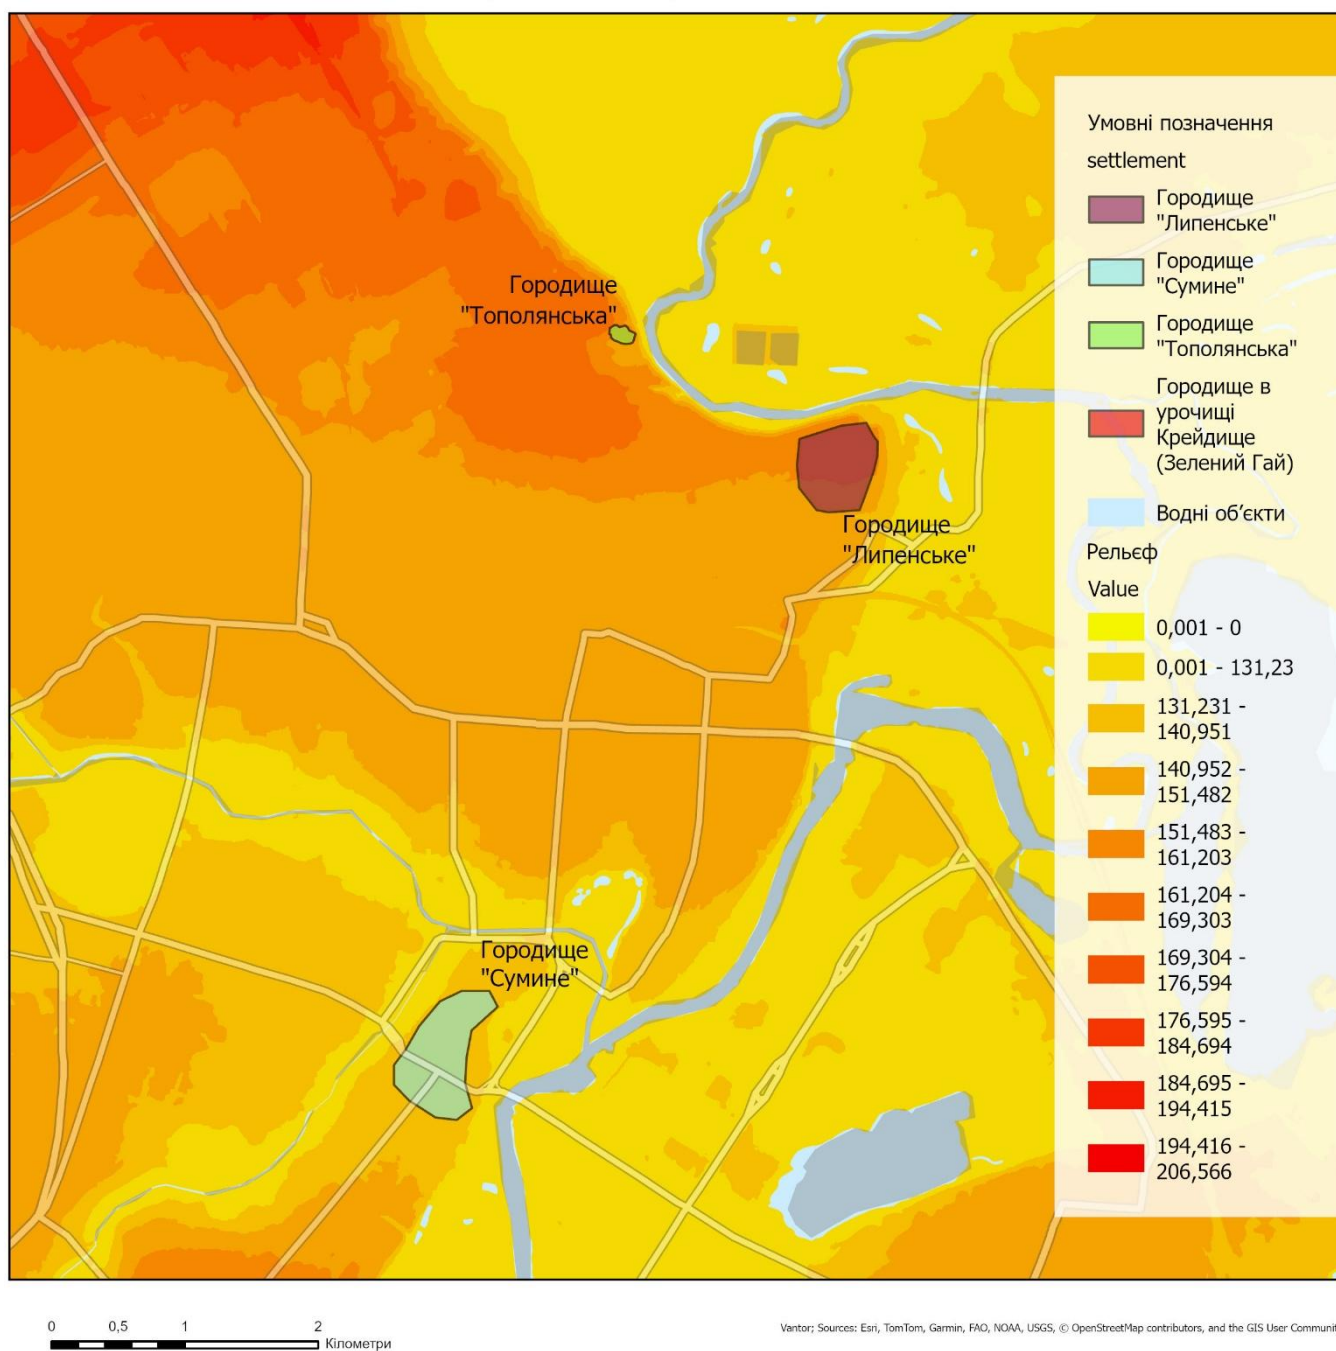 Городище
"Тополянська"
Городище
"Липенське"
Городище
"Сумине"
Умовні позначення
settlement
Городище
"Липенське"
Городище
"Сумине"
Городище
"Тополянська"
Городище в
урочищі
Крейдище
(Зелений Гай)
Водні об’єкти
Рельєф
Value
0,001 - 0
0,001 - 131,23
131,231 -
140,951
140,952 -
151,482
151,483 -
161,203
161,204 -
169,303
169,304 -
176,594
176,595 -
184,694
184,695 -
194,415
194,416 -
206,566
0 0,5 1 2
Кілометри
Vantor; Sources: Esri, TomTom, Garmin, FAO, NOAA, USGS, © OpenStreetMap contributors, and the GIS User Communit